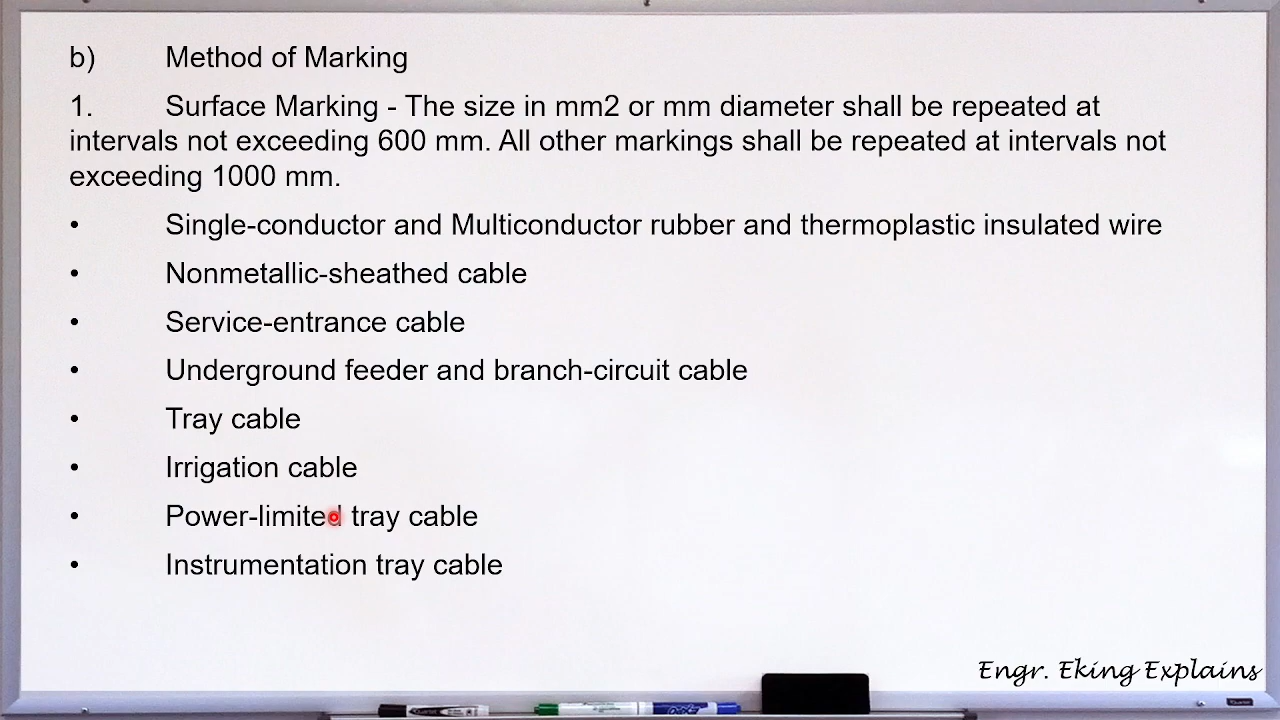 b) Method of Marking
1. Surface Marking - The size in mm2 or mm diameter shall be repeated at
intervals not exceeding 600 mm. All other markings shall be repeated at intervals not
exceeding 1000 mm.
• Single-conductor and Multiconductor rubber and thermoplastic insulated wire
• Nonmetallic-sheathed cable
• Service-entrance cable
• Underground feeder and branch-circuit cable
• Tray cable
• Irrigation cable
• Power-limited tray cable
• Instrumentation tray cable
Engr. Eking Explains